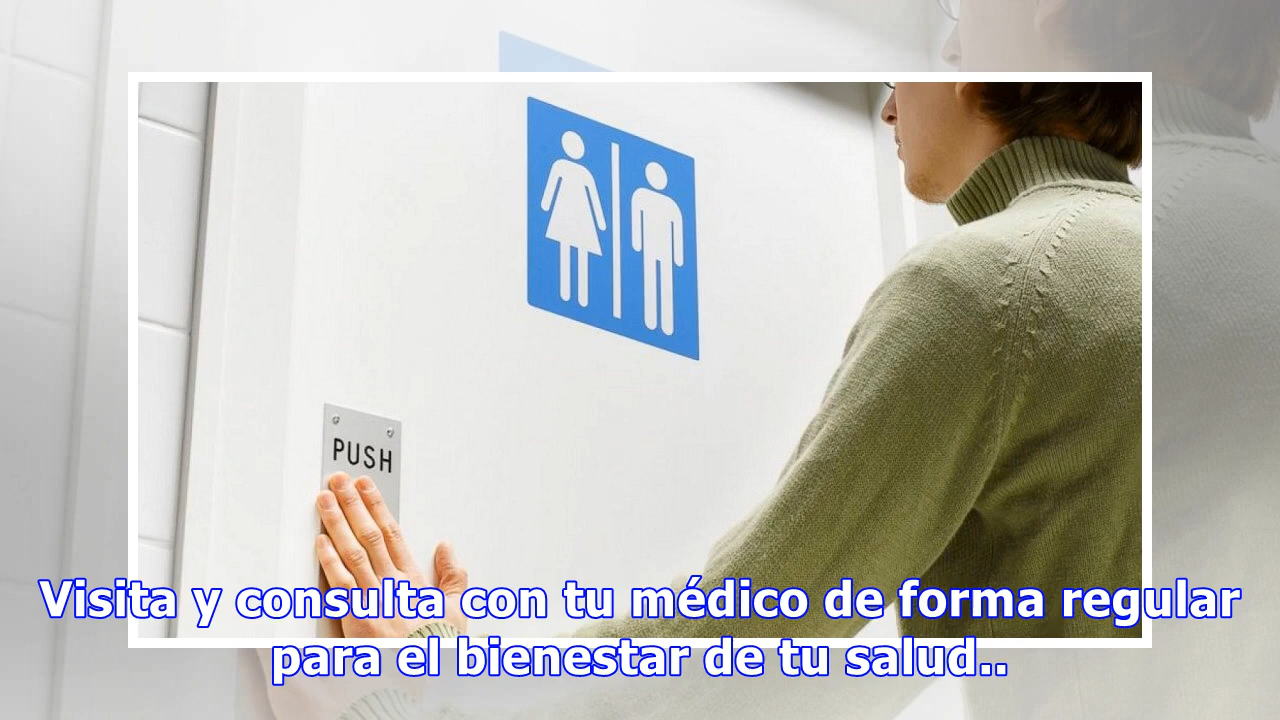 PUSH
Visita y consulta con tu médico de forma regular
para el bienestar de tu salud..